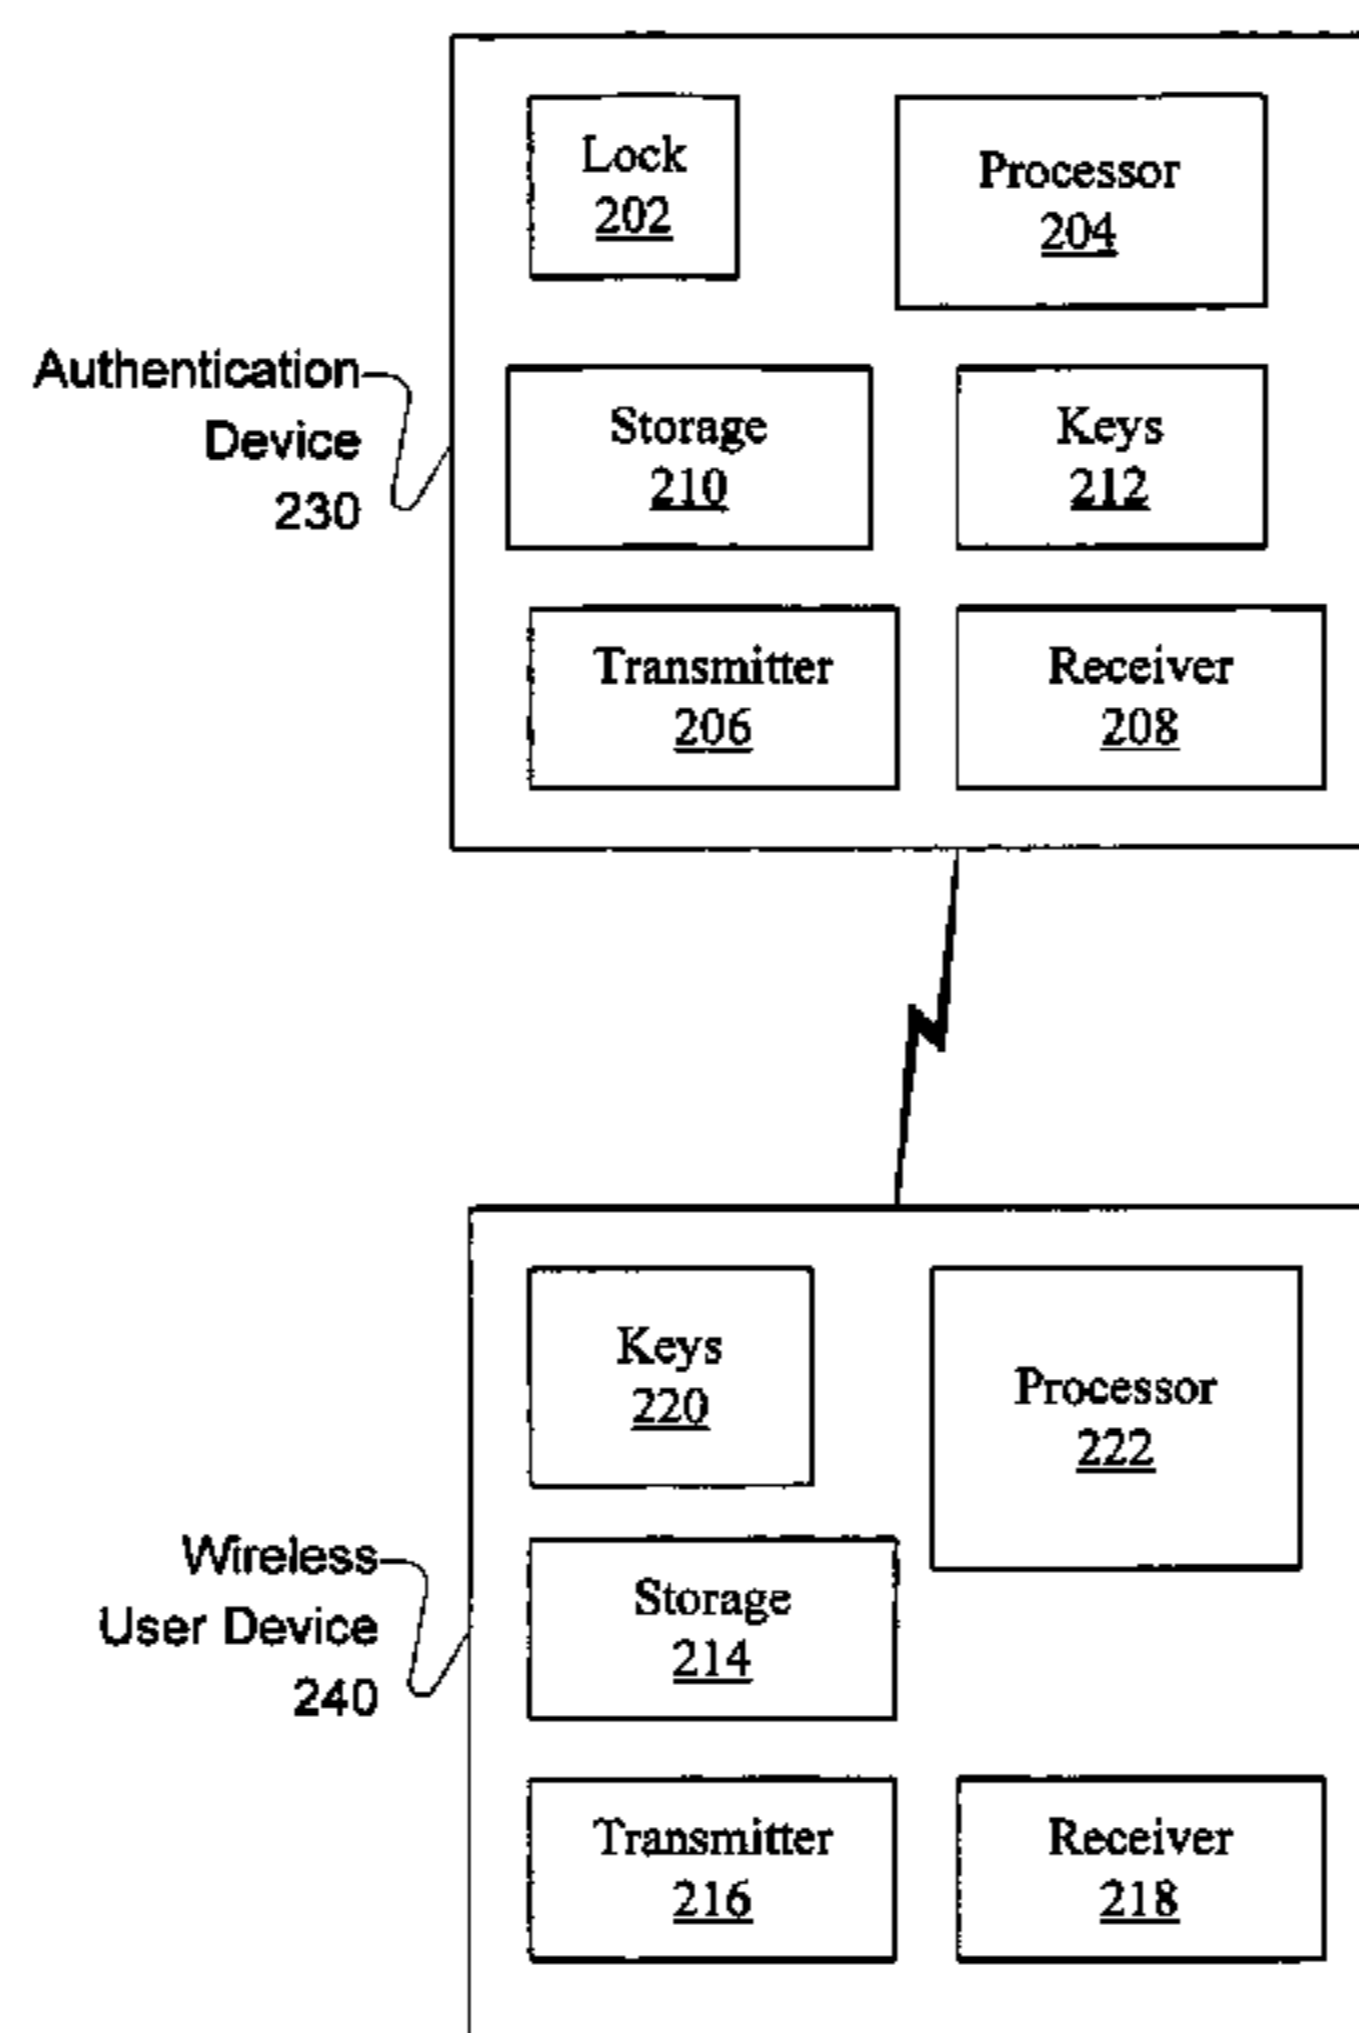 Lock
202
Processor
204
Authentication
Device
230
Storage
210
Keys
212
Transmitter
206
Receiver
208
Keys
220
Processor
222
Wireless
User Device
240
Storage
214
Transmitter
216
Receiver
218